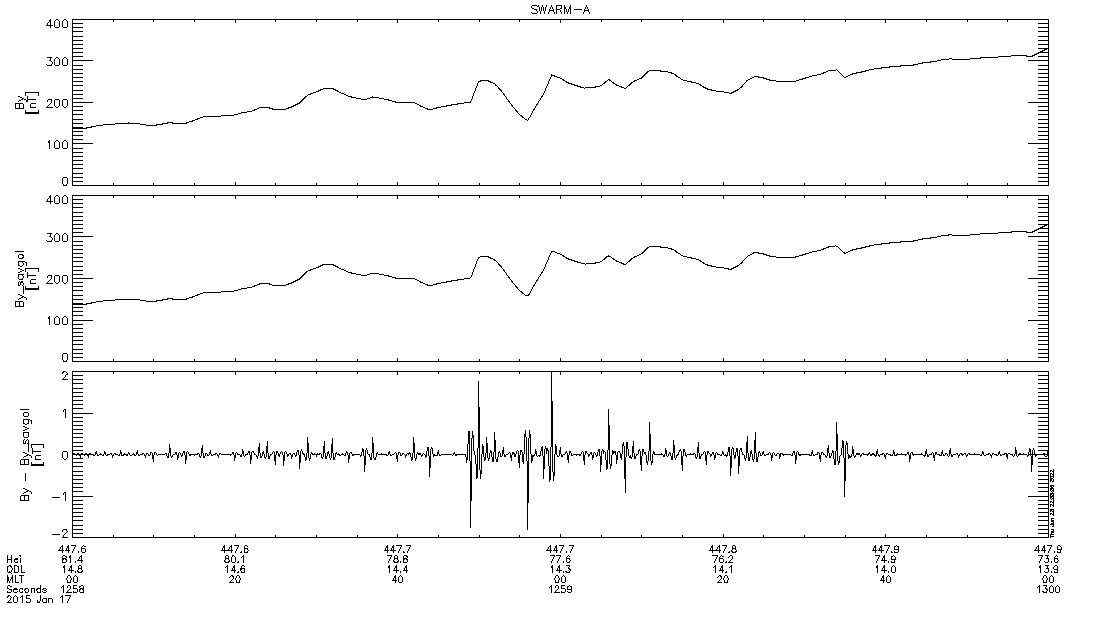 SWARM-A
400
300
200
100
0
By
[nT]
400
300
200
100
0
By_savgol
[nT]
2
1
0
-1
-2
By - By_savgol
[nT]
447.6 447.6 447.7 447.7 447.8 447.9 447.9
Hei 81.4 80.1 78.8 77.6 76.2 74.9 73.6
QDL 14.8 14.6 14.4 14.3 14.1 14.0 13.9
MLT 00 20 40 00 20 40 00
Seconds 1258 1259 1300
2015 Jan 17